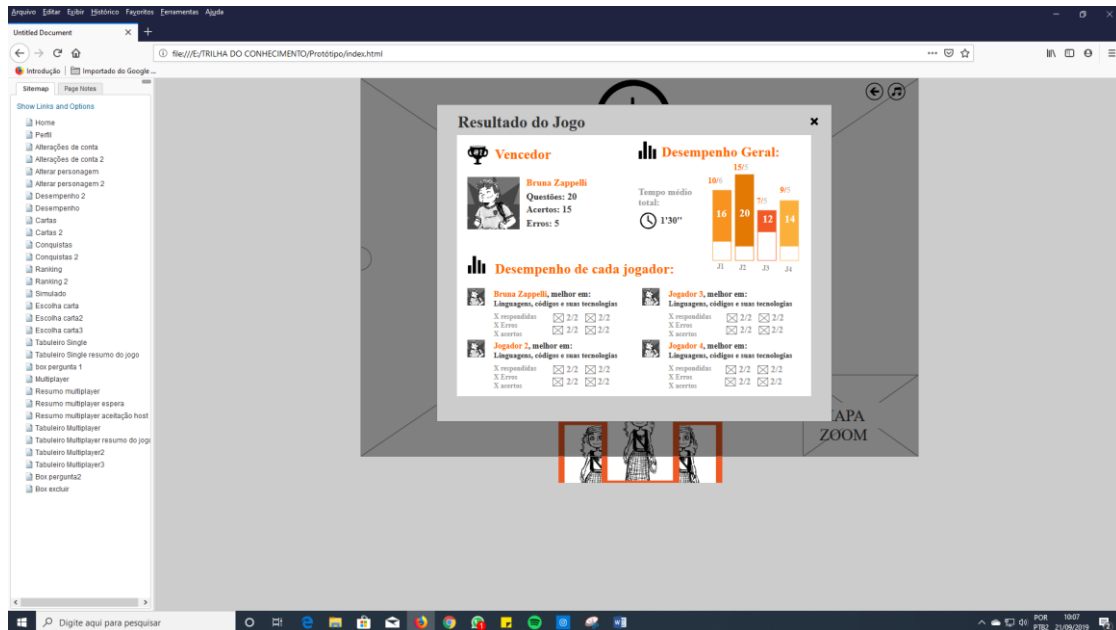 Arquivo Editar Exibir Histórico Favoritos Ferramentas Ajuda
Untitled Document
file:///E:/TRILHA DO CONHECIMENTO/Protótipo/index.html
Introdução Importado do Google ...
Sitemap Page Notes
Show Links and Options
Home
Perfil
Alterações de conta
Alterações de conta 2
Alterar personagem
Alterar personagem 2
Desempenho 2
Desempenho
Cartas
Cartas 2
Conquistas
Conquistas 2
Ranking
Ranking 2
Simulado
Escolha carta
Escolha carta2
Escolha carta3
Tabuleiro Single
Tabuleiro Single resumo do jogo
box pergunta 1
Multiplayer
Resumo multiplayer
Resumo multiplayer espera
Resumo multiplayer aceitação host
Tabuleiro Multiplayer
Tabuleiro Multiplayer resumo do jogo
Tabuleiro Multiplayer2
Tabuleiro Multiplayer3
Box pergunta2
Box excluir
Resultado do Jogo
Vencedor
Bruna Zappelli
Questões: 20
Acertos: 15
Erros: 5
Desempenho Geral:
Tempo médio
total:
1'30"
10/6 15/5 7/5 9/5
16 20 12 14
J1 J2 J3 J4
Desempenho de cada jogador:
Bruna Zappelli, melhor em:
Linguagens, códigos e suas tecnologias
X respondidas 2/2 2/2
X Erros
X acertos 2/2 2/2
Jogador 3, melhor em:
Linguagens, códigos e suas tecnologias
X respondidas 2/2 2/2
X Erros
X acertos 2/2 2/2
Jogador 2, melhor em:
Linguagens, códigos e suas tecnologias
X respondidas 2/2 2/2
X Erros
X acertos 2/2 2/2
Jogador 4, melhor em:
Linguagens, códigos e suas tecnologias
X respondidas 2/2 2/2
X Erros
X acertos 2/2 2/2
APA
ZOOM
Digite aqui para pesquisar
POR 10:07
PTB2 21/09/2019